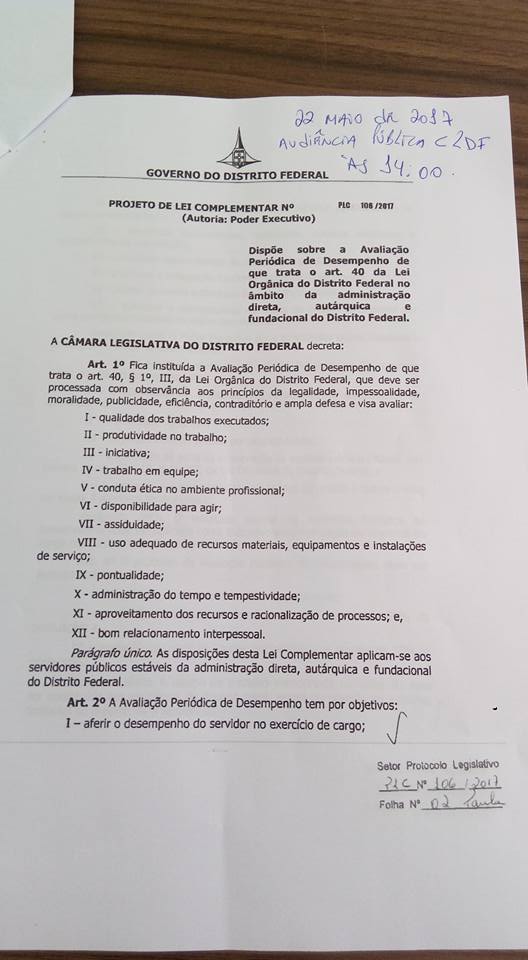 22 MAIO de 2017
AUDIÂNCIA PÚBLICA CLDF
AS 14:00.
GOVERNO DO DISTRITO FEDERAL
PROJETO DE LEI COMPLEMENTAR Nº PLC 106 /2017
(Autoria: Poder Executivo)
Dispõe sobre a Avaliação
Periódica de Desempenho de
que trata o art. 40 da Lei
Orgânica do Distrito Federal no
âmbito da administração
direta, autárquica e
fundacional do Distrito Federal.
A CÂMARA LEGISLATIVA DO DISTRITO FEDERAL decreta:
Art. 1º Fica instituída a Avaliação Periódica de Desempenho de que
trata o art. 40, § 1º, III, da Lei Orgânica do Distrito Federal, que deve ser
processada com observância aos princípios da legalidade, impessoalidade,
moralidade, publicidade, eficiência, contraditório e ampla defesa e visa avaliar:
I - qualidade dos trabalhos executados;
II - produtividade no trabalho;
III - iniciativa;
IV - trabalho em equipe;
V - conduta ética no ambiente profissional;
VI - disponibilidade para agir;
VII - assiduidade;
VIII - uso adequado de recursos materiais, equipamentos e instalações
de serviço;
IX - pontualidade;
X - administração do tempo e tempestividade;
XI - aproveitamento dos recursos e racionalização de processos; e,
XII - bom relacionamento interpessoal.
Parágrafo único. As disposições desta Lei Complementar aplicam-se aos
servidores públicos estáveis da administração direta, autárquica e fundacional
do Distrito Federal.
Art. 2º A Avaliação Periódica de Desempenho tem por objetivos:
I – aferir o desempenho do servidor no exercício de cargo;
Setor Protocolo Legislativo
PLC Nº 106 / 2017
Folha Nº 02 Paula